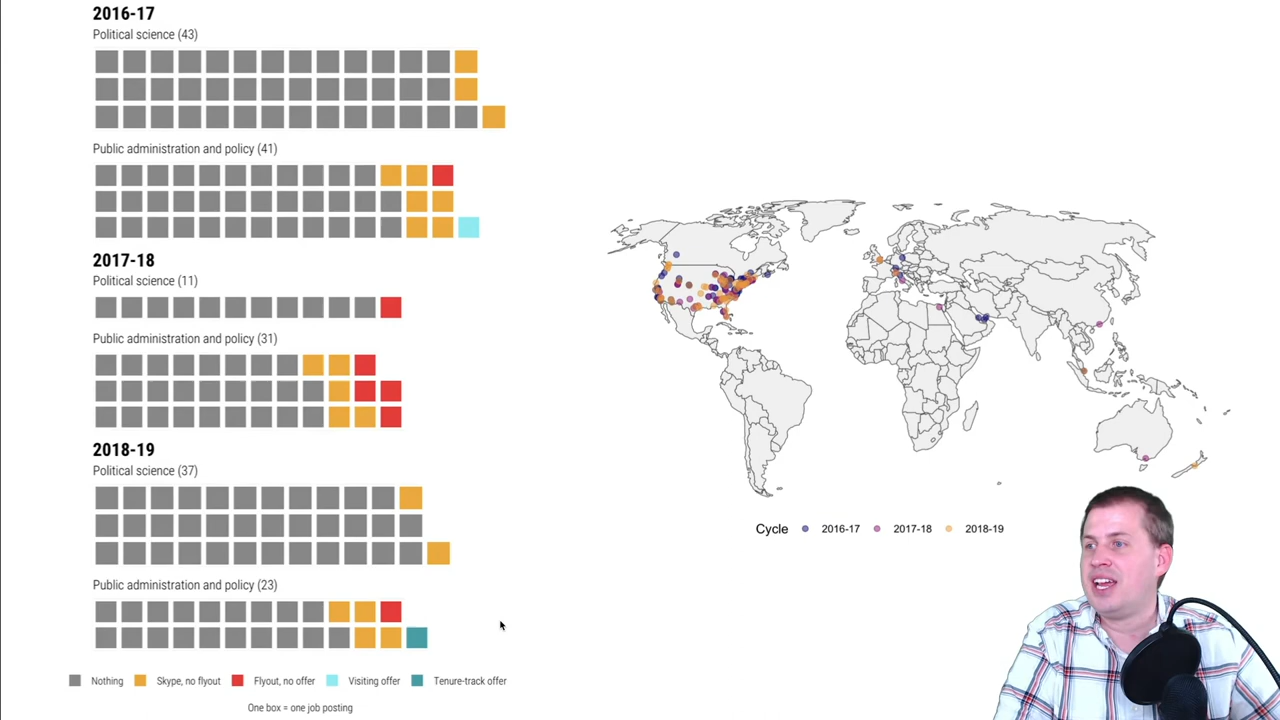 2016-17
Political science (43)
Public administration and policy (41)
2017-18
Political science (11)
Public administration and policy (31)
2018-19
Political science (37)
Public administration and policy (23)
Nothing Skype, no flyout Flyout, no offer Visiting offer Tenure-track offer
One box = one job posting
Cycle 2016-17 2017-18 2018-19